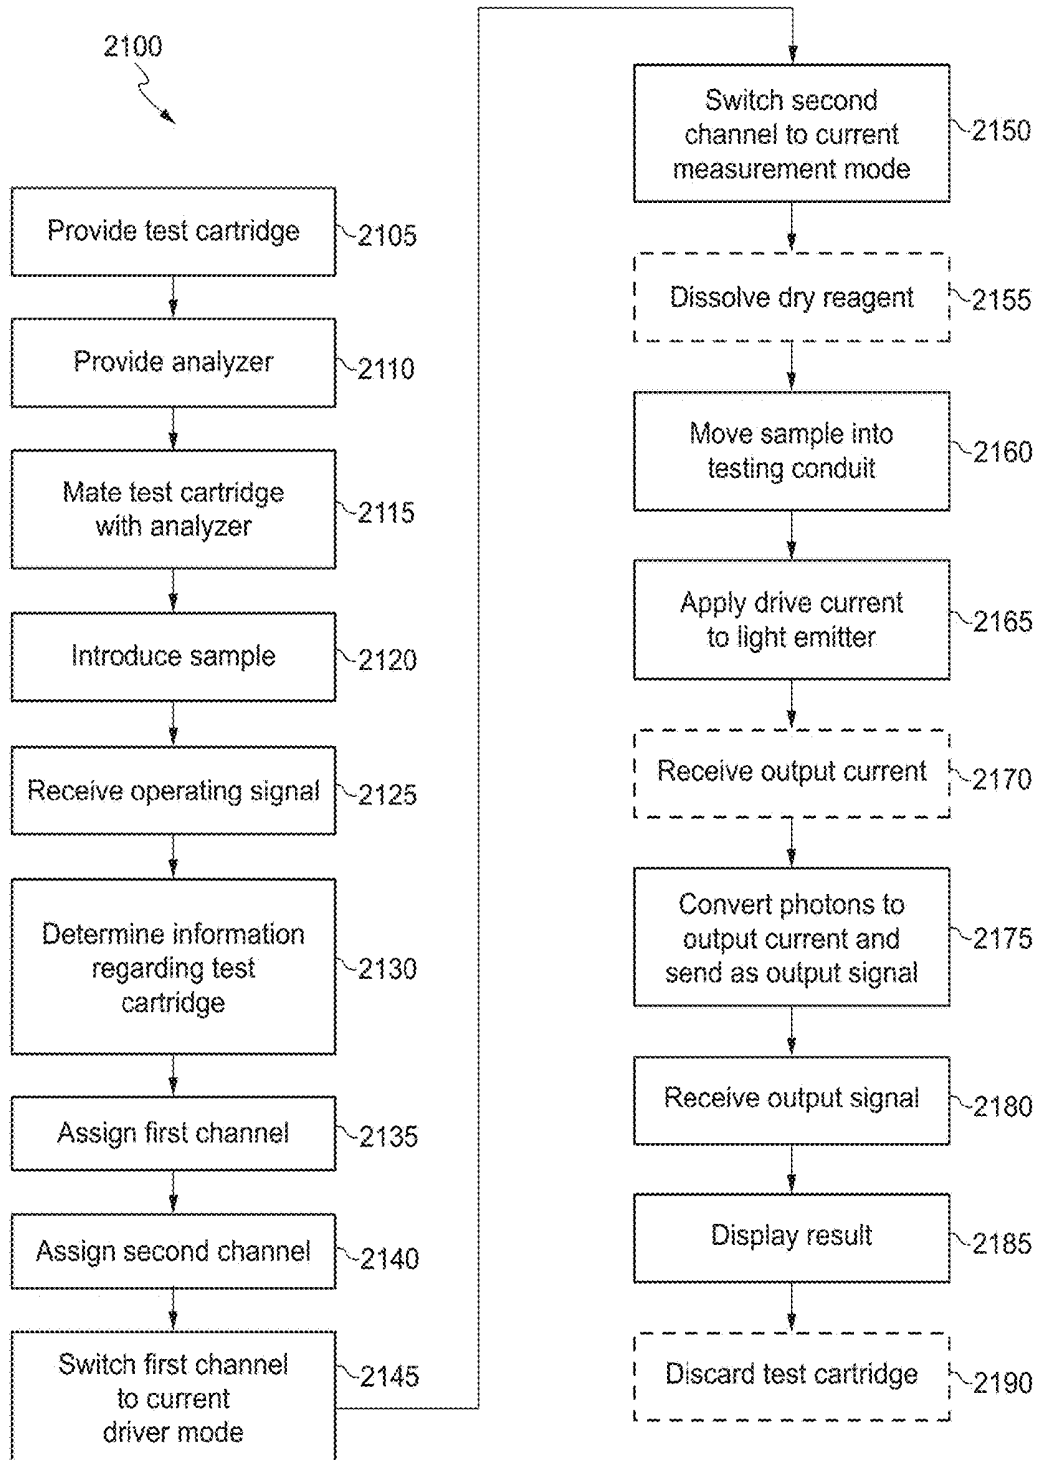 2100
Provide test cartridge
2105
Provide analyzer
2110
Mate test cartridge
with analyzer
2115
Introduce sample
2120
Receive operating signal
2125
Determine information
regarding test
cartridge
2130
Assign first channel
2135
Assign second channel
2140
Switch first channel
to current
driver mode
2145
Switch second
channel to current
measurement mode
2150
Dissolve dry reagent
2155
Move sample into
testing conduit
2160
Apply drive current
to light emitter
2165
Receive output current
2170
Convert photons to
output current and
send as output signal
2175
Receive output signal
2180
Display result
2185
Discard test cartridge
2190